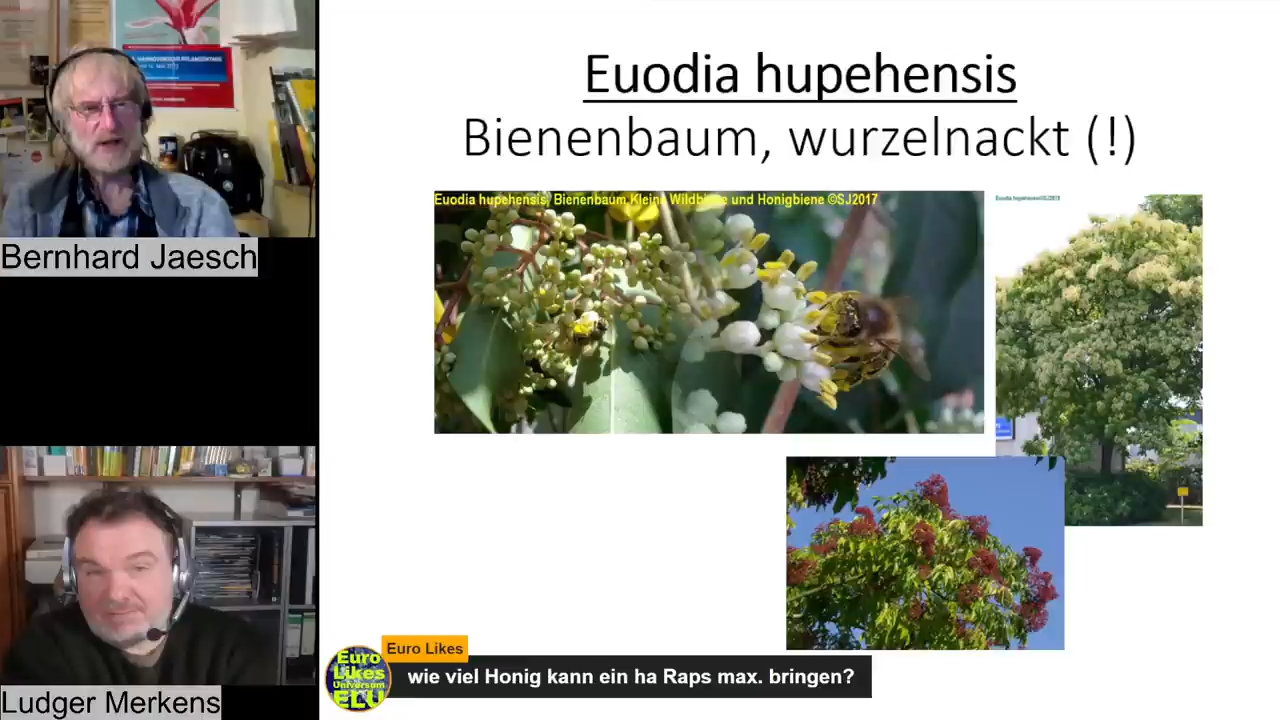 Euodia hupehensis
Bienenbaum, wurzelnackt (!)
Euodia hupehensis, Bienenbaum Kleine Wildbiene und Honigbiene ©SJ2017
Bernhard Jaesch
Ludger Merkens
Euro Likes
wie viel Honig kann ein ha Raps max. bringen?
Euro
Likes
Universum
ELU